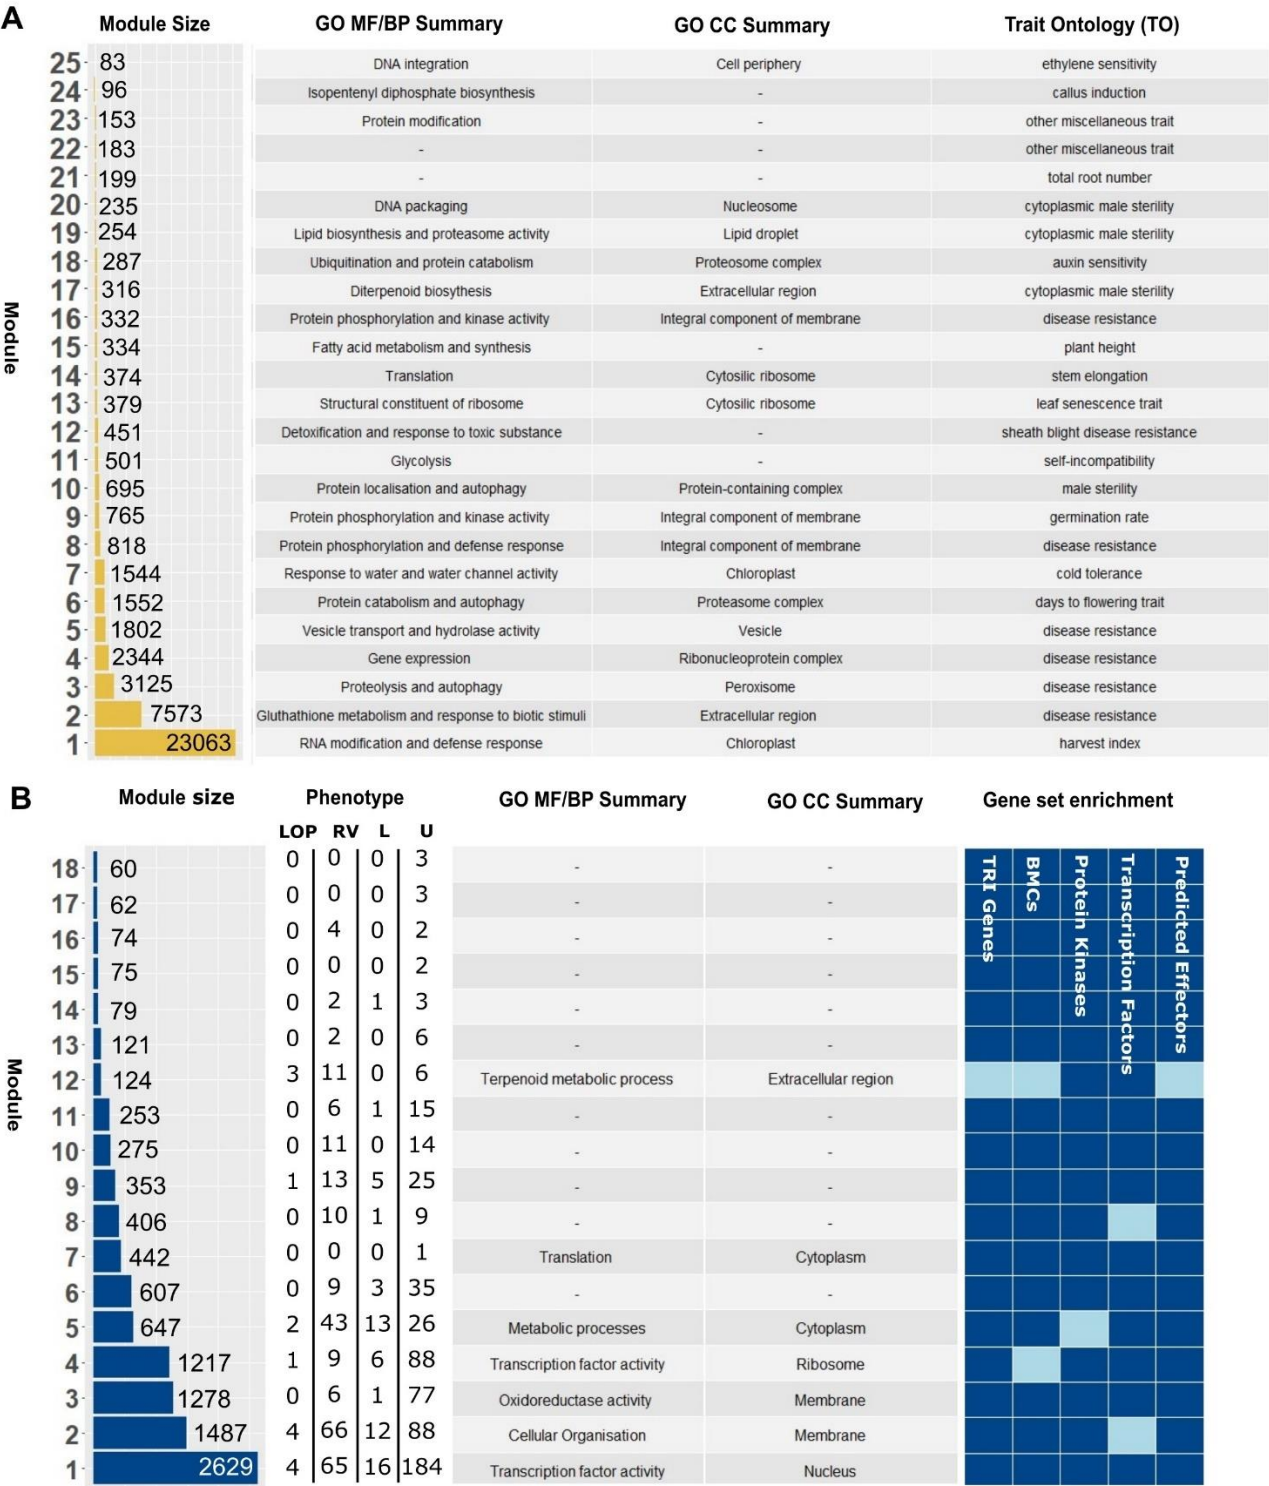 A
Module Size GO MF/BP Summary GO CC Summary Trait Ontology (TO)
Module
25 83 DNA integration Cell periphery ethylene sensitivity
24 96 Isopentenyl diphosphate biosynthesis - callus induction
23 153 Protein modification - other miscellaneous trait
22 183 - - other miscellaneous trait
21 199 - - total root number
20 235 DNA packaging Nucleosome cytoplasmic male sterility
19 254 Lipid biosynthesis and proteasome activity Lipid droplet cytoplasmic male sterility
18 287 Ubiquitination and protein catabolism Proteosome complex auxin sensitivity
17 316 Diterpenoid biosythesis Extracellular region cytoplasmic male sterility
16 332 Protein phosphorylation and kinase activity Integral component of membrane disease resistance
15 334 Fatty acid metabolism and synthesis - plant height
14 374 Translation Cytosilic ribosome stem elongation
13 379 Structural constituent of ribosome Cytosilic ribosome leaf senescence trait
12 451 Detoxification and response to toxic substance - sheath blight disease resistance
11 501 Glycolysis - self-incompatibility
10 695 Protein localisation and autophagy Protein-containing complex male sterility
9 765 Protein phosphorylation and kinase activity Integral component of membrane germination rate
8 818 Protein phosphorylation and defense response Integral component of membrane disease resistance
7 1544 Response to water and water channel activity Chloroplast cold tolerance
6 1552 Protein catabolism and autophagy Proteasome complex days to flowering trait
5 1802 Vesicle transport and hydrolase activity Vesicle disease resistance
4 2344 Gene expression Ribonucleoprotein complex disease resistance
3 3125 Proteolysis and autophagy Peroxisome disease resistance
2 7573 Gluthathione metabolism and response to biotic stimuli Extracellular region disease resistance
1 23063 RNA modification and defense response Chloroplast harvest index
B
Module size Phenotype GO MF/BP Summary GO CC Summary Gene set enrichment
LOP RV L U
TRI Genes
BMCs
Protein Kinases
Transcription Factors
Predicted Effectors
Module
18 60 0 0 0 3 - -
17 62 0 0 0 3 - -
16 74 0 4 0 2 - -
15 75 0 0 0 2 - -
14 79 0 2 1 3 - -
13 121 0 2 0 6 - -
12 124 3 11 0 6 Terpenoid metabolic process Extracellular region
11 253 0 6 1 15 - -
10 275 0 11 0 14 - -
9 353 1 13 5 25 - -
8 406 0 10 1 9 - -
7 442 0 0 0 1 Translation Cytoplasm
6 607 0 9 3 35 - -
5 647 2 43 13 26 Metabolic processes Cytoplasm
4 1217 1 9 6 88 Transcription factor activity Ribosome
3 1278 0 6 1 77 Oxidoreductase activity Membrane
2 1487 4 66 12 88 Cellular Organisation Membrane
1 2629 4 65 16 184 Transcription factor activity Nucleus